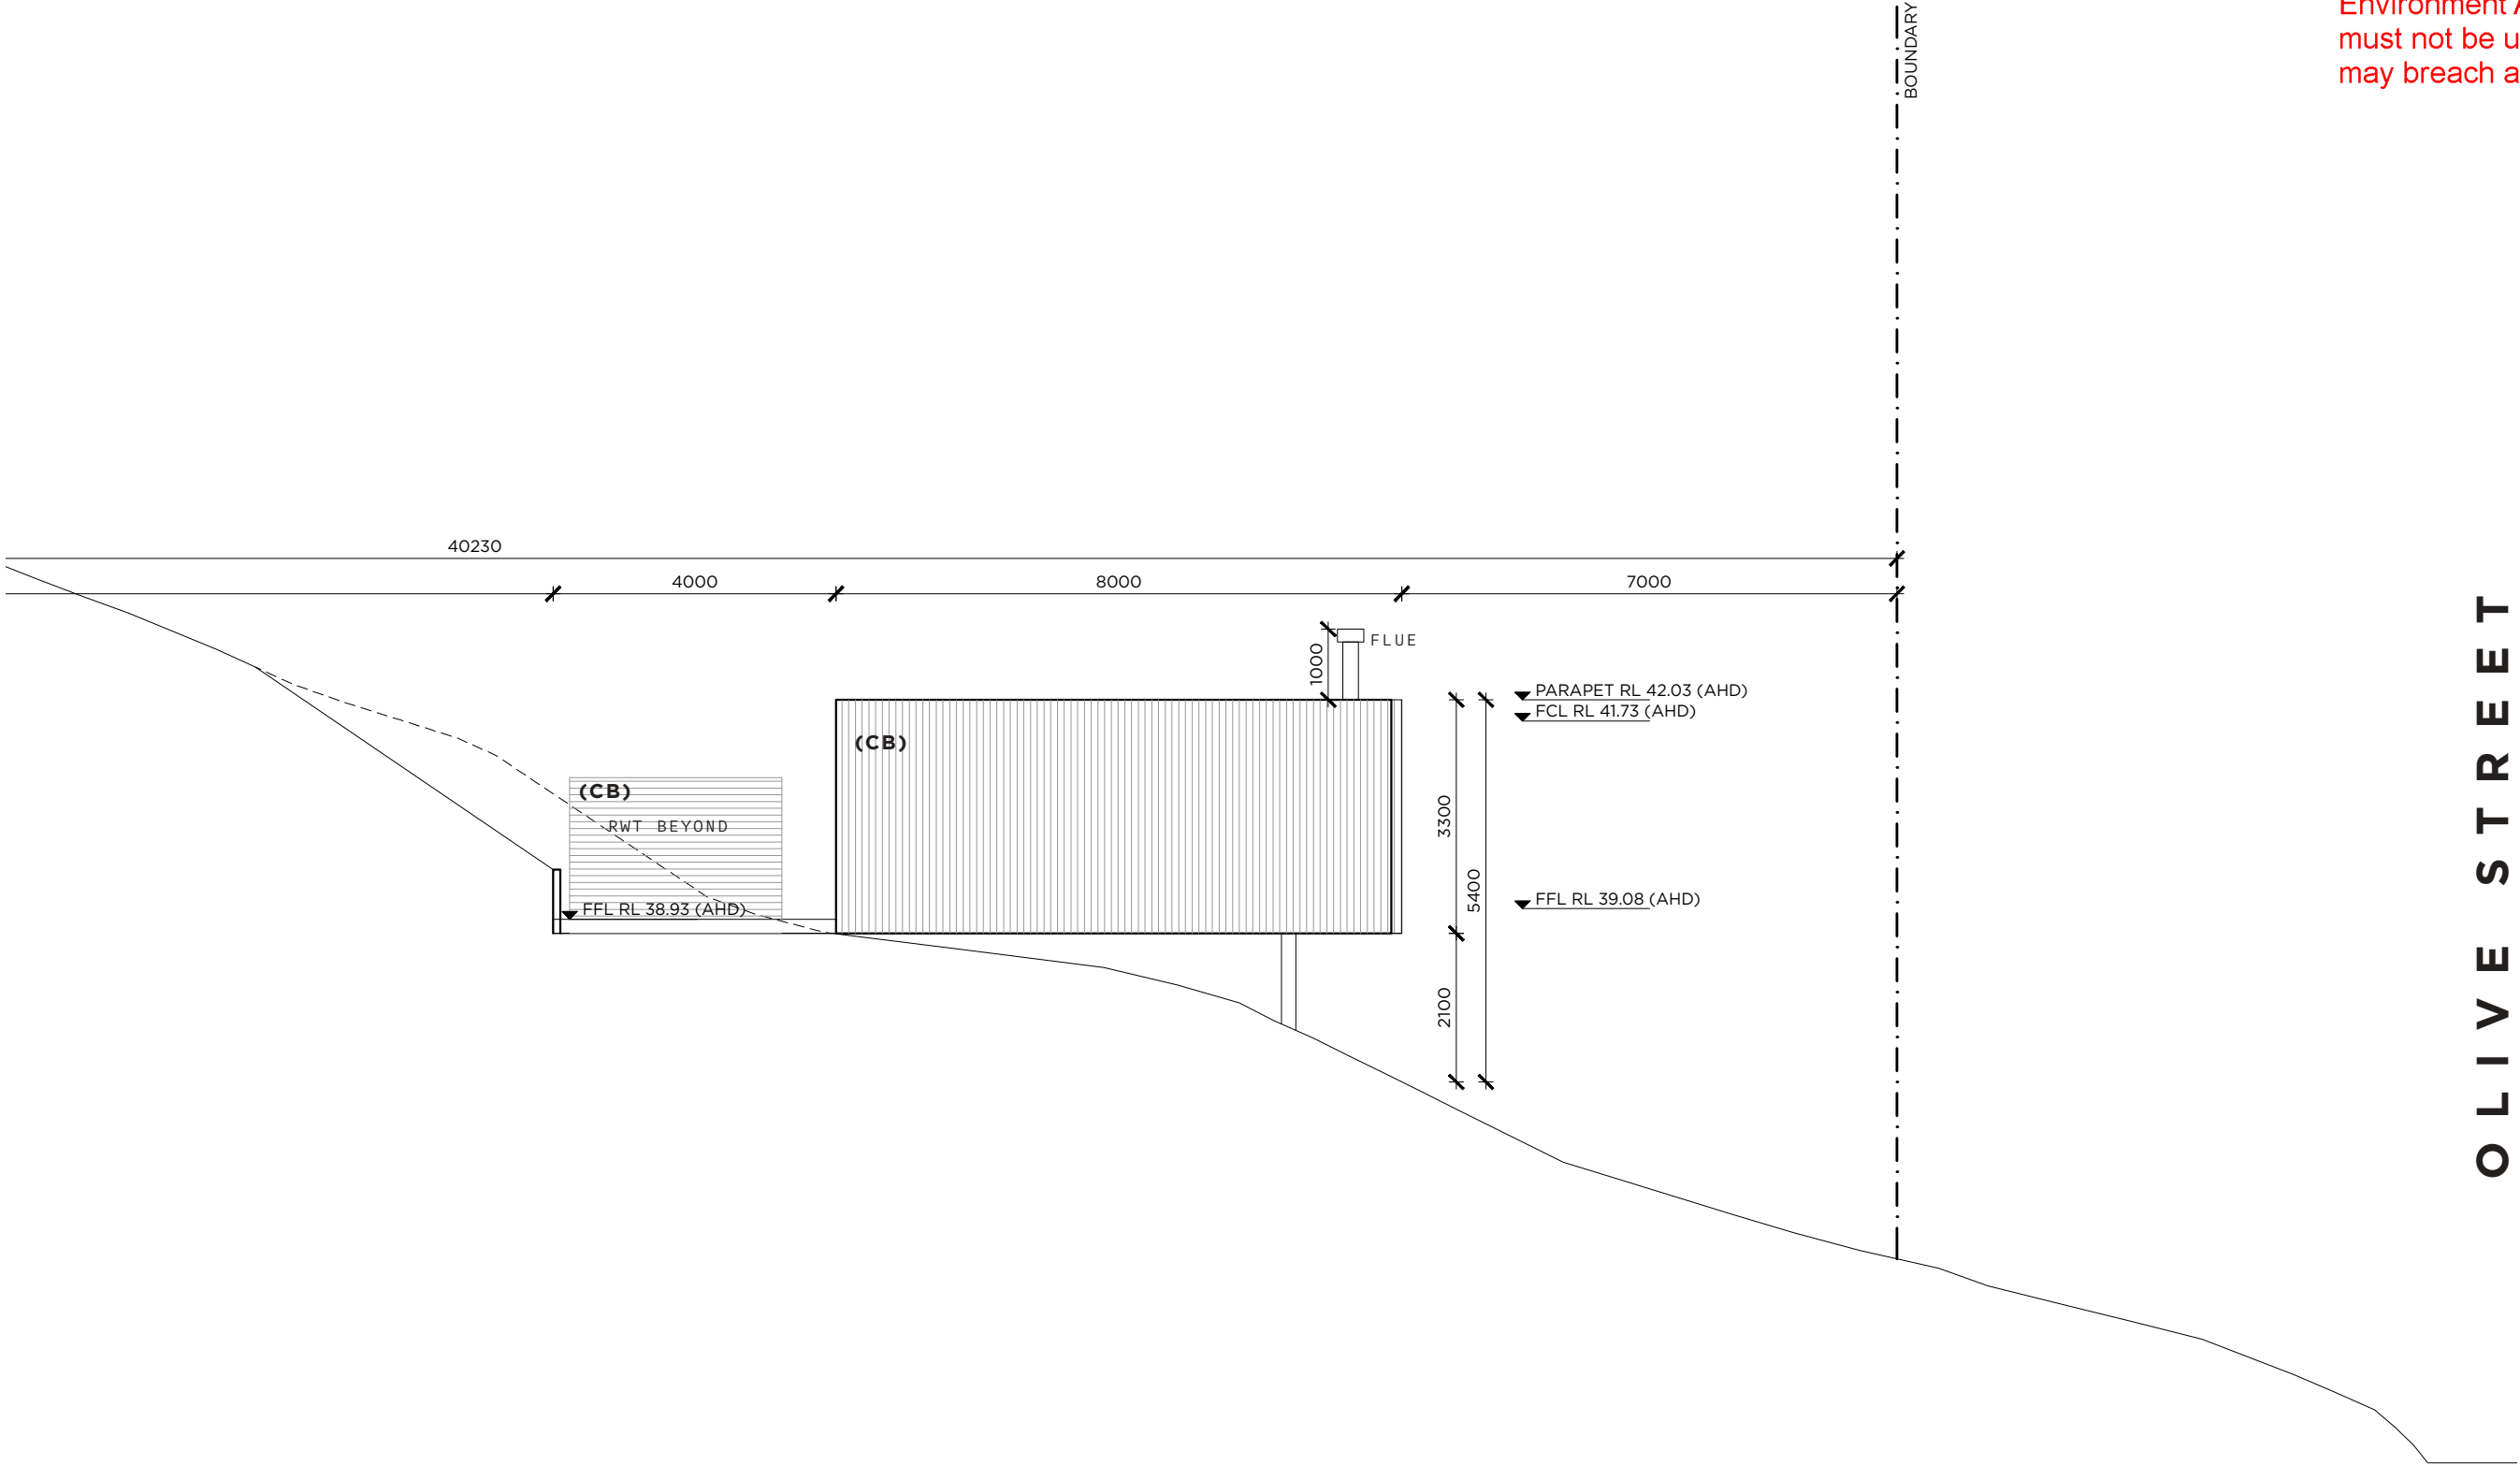 Environment A
must not be u
may breach a
BOUNDARY
40230
4000
8000
7000
1000
FLUE
PARAPET RL 42.03 (AHD)
FCL RL 41.73 (AHD)
(CB)
(CB)
RWT BEYOND
3300
5400
FFL RL 38.93 (AHD)
FFL RL 39.08 (AHD)
2100
OLIVE STREET